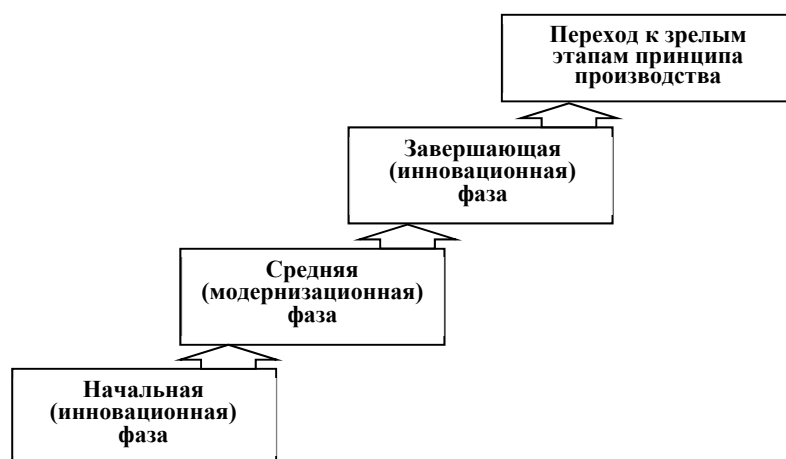 Переход к зрелым
этапам принципа
производства
Завершающая
(инновационная)
фаза
Средняя
(модернизационная)
фаза
Начальная
(инновационная)
фаза